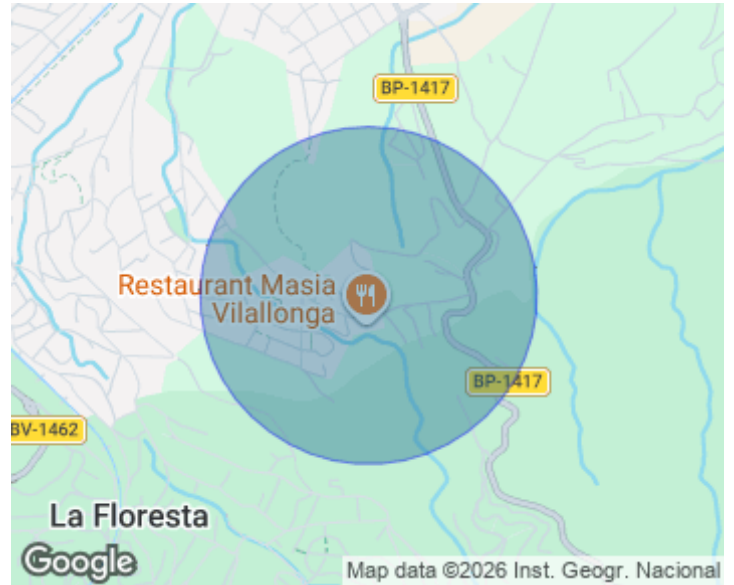 BP-1417
Restaurant Masia
Vilallonga
BP-1417
BV-1462
La Floresta
Google
Map data ©2026 Inst. Geogr. Nacional